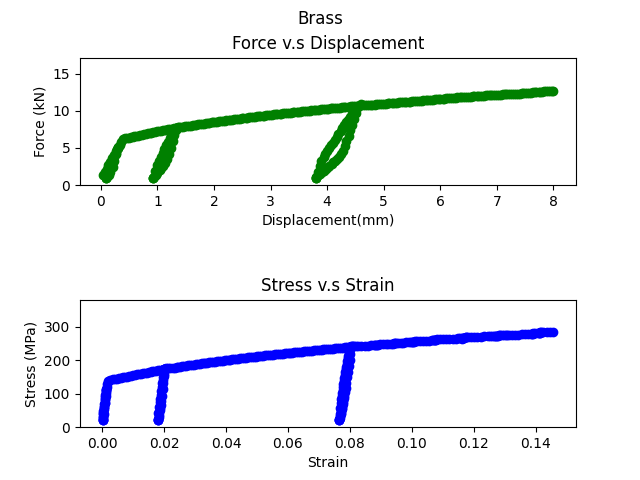 Brass
Force v.s Displacement
Force (kN)
15
10
5
0
0 1 2 3 4 5 6 7 8
Displacement(mm)
Stress v.s Strain
Stress (MPa)
300
200
100
0
0.00 0.02 0.04 0.06 0.08 0.10 0.12 0.14
Strain